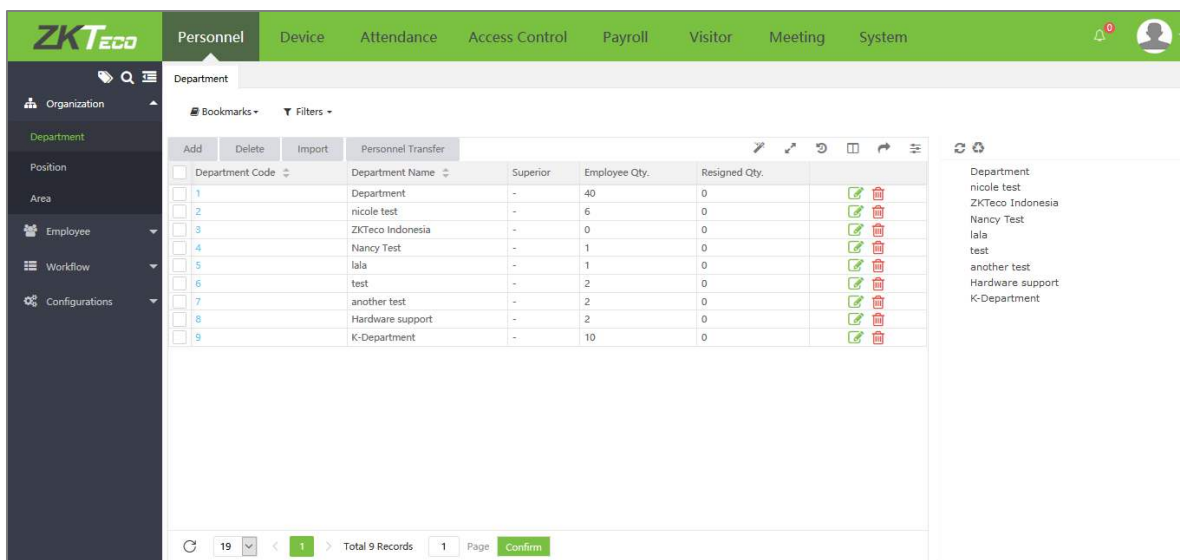 ZKTeco Personnel Device Attendance Access Control Payroll Visitor Meeting System 0
Department
Organization
Bookmarks Filters
Department
Position
Area
Employee
Workflow
Configurations
Add Delete Import Personnel Transfer
Department Code Department Name Superior Employee Qty. Resigned Qty.
1 Department - 40 0
2 nicole test - 6 0
3 ZKTeco Indonesia - 0 0
4 Nancy Test - 1 0
5 lala - 1 0
6 test - 2 0
7 another test - 2 0
8 Hardware support - 2 0
9 K-Department - 10 0
Department
nicole test
ZKTeco Indonesia
Nancy Test
lala
test
another test
Hardware support
K-Department
19 < 1 > Total 9 Records 1 Page Confirm